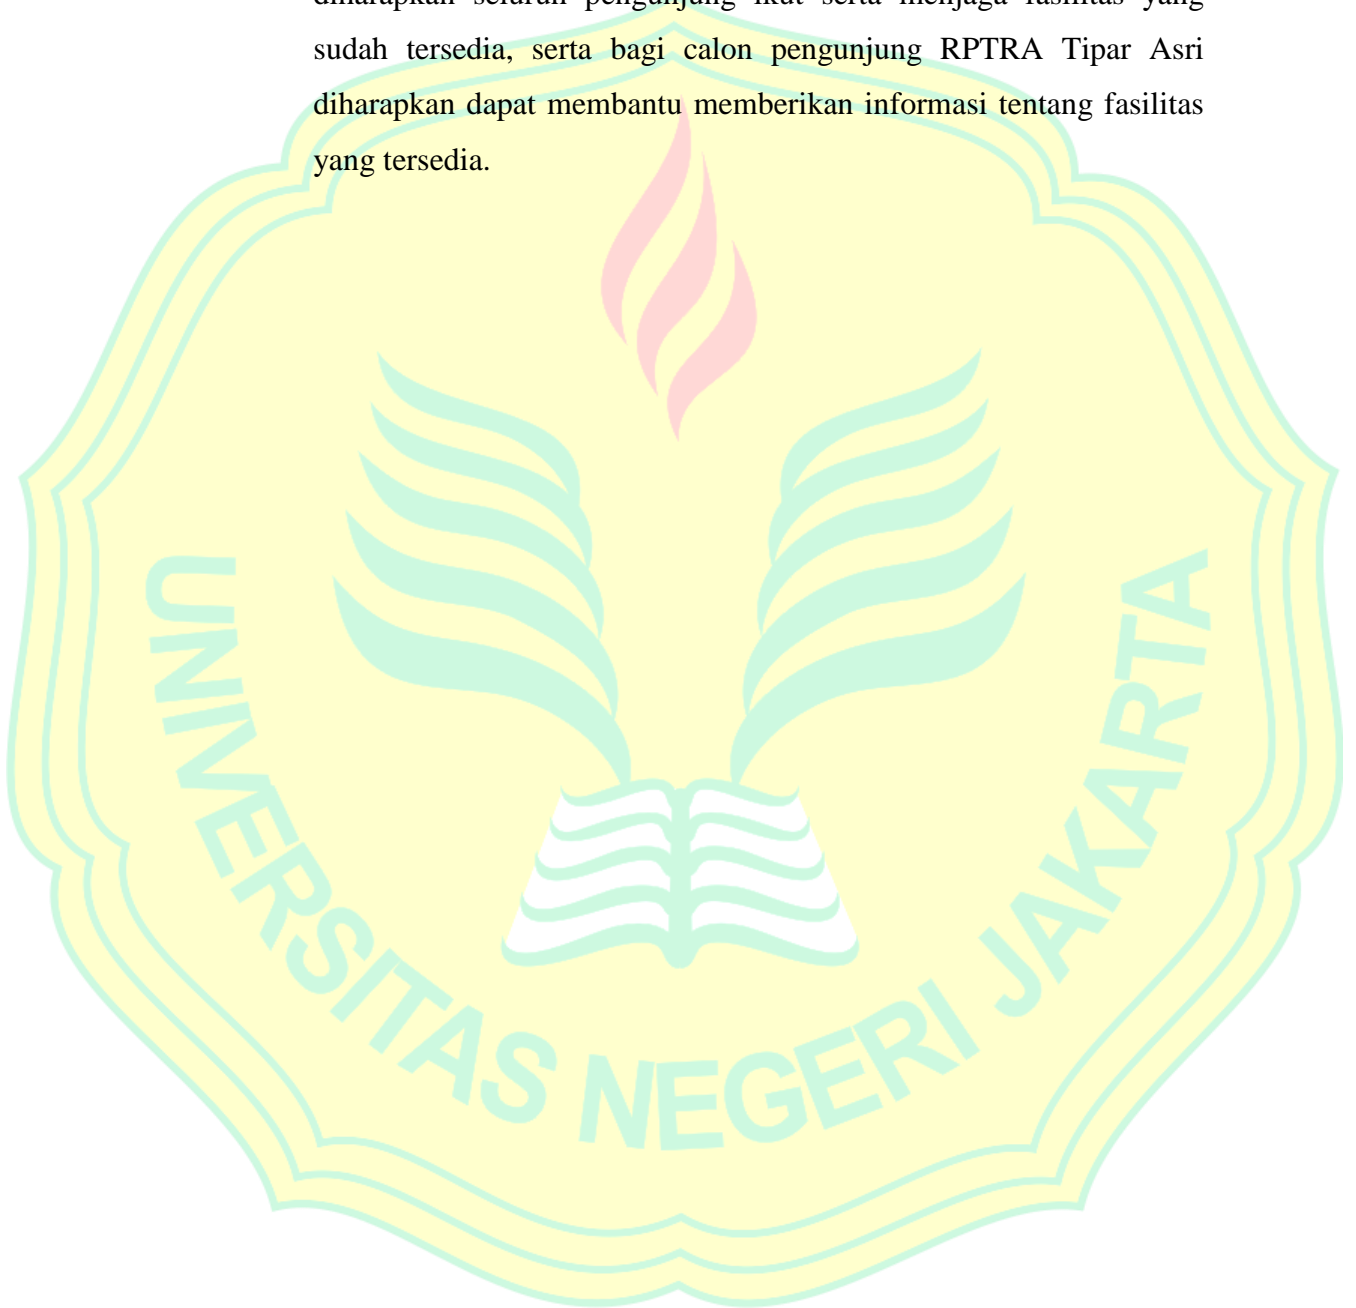 diharapkan seluruh pengunjung ikut serta menjaga fasilitas yang
sudah tersedia, serta bagi calon pengunjung RPTRA Tipar Asri
diharapkan dapat membantu memberikan informasi tentang fasilitas
yang tersedia.
UNIVERSITAS NEGERI JAKARTA